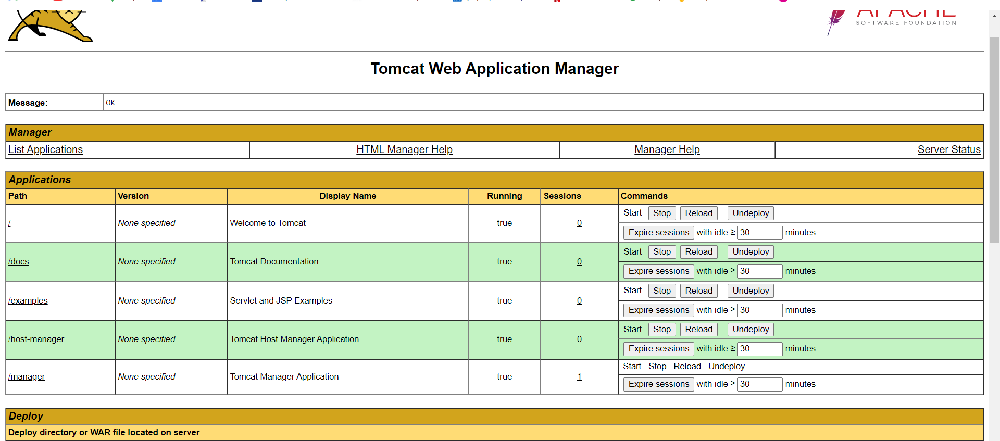 SOFTWARE FOUNDATION
Tomcat Web Application Manager
Message: OK
Manager
List Applications HTML Manager Help Manager Help Server Status
Applications
Path Version Display Name Running Sessions Commands
/ None specified Welcome to Tomcat true 0 Start Stop Reload Undeploy
Expire sessions with idle ≥ 30 minutes
/docs None specified Tomcat Documentation true 0 Start Stop Reload Undeploy
Expire sessions with idle ≥ 30 minutes
/examples None specified Servlet and JSP Examples true 0 Start Stop Reload Undeploy
Expire sessions with idle ≥ 30 minutes
/host-manager None specified Tomcat Host Manager Application true 0 Start Stop Reload Undeploy
Expire sessions with idle ≥ 30 minutes
/manager None specified Tomcat Manager Application true 1 Start Stop Reload Undeploy
Expire sessions with idle ≥ 30 minutes
Deploy
Deploy directory or WAR file located on server